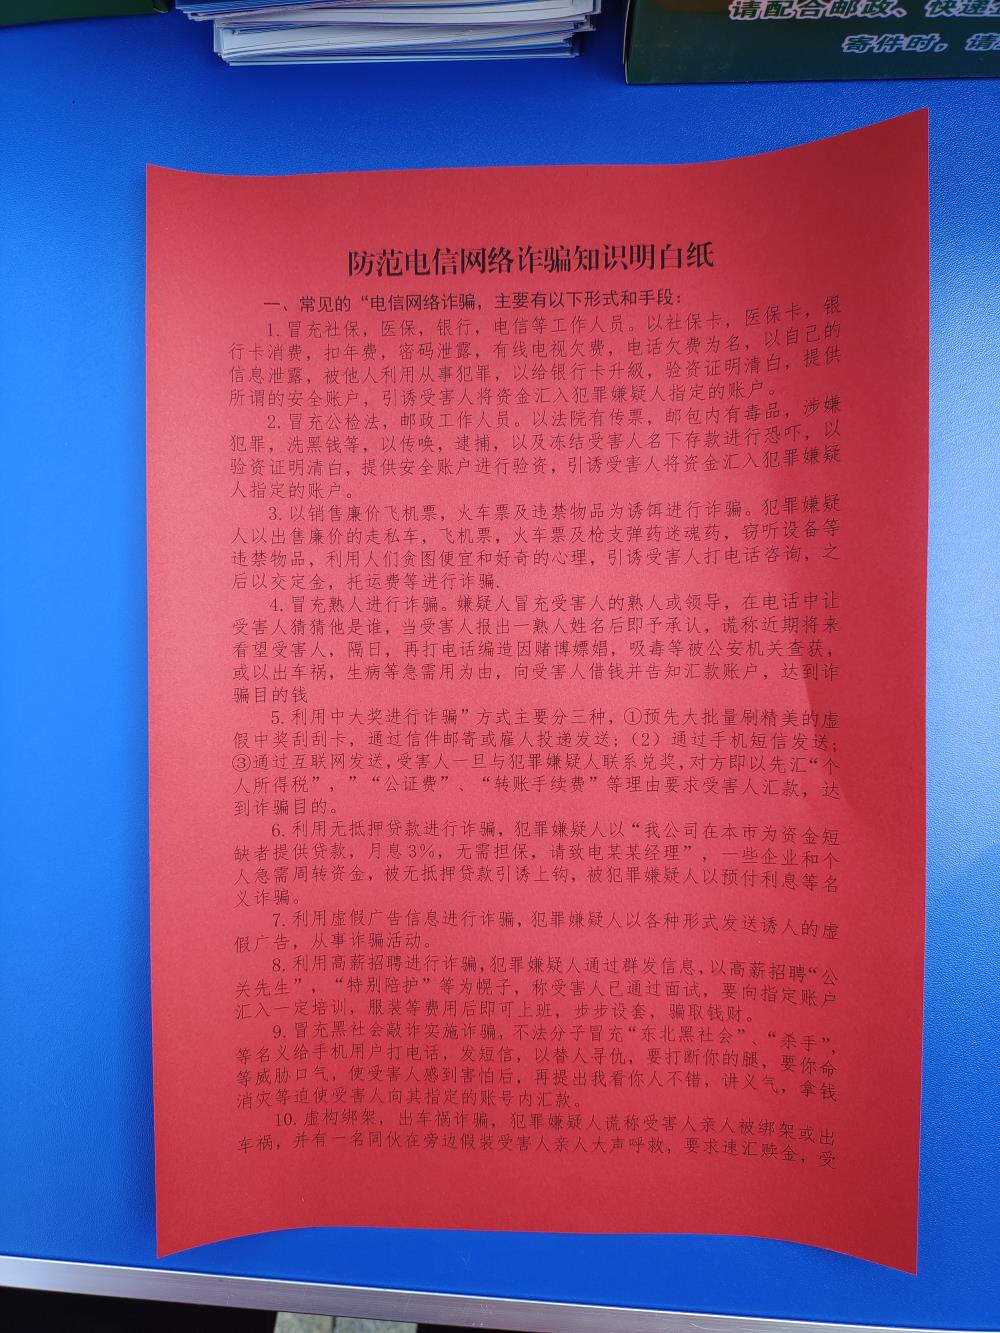 请配合邮政、快递
寄件时，请
防范电信网络诈骗知识明白纸
一、常见的“电信网络诈骗，主要有以下形式和手段：
1. 冒充社保，医保，银行，电信等工作人员。以社保卡，医保卡，银
行卡消费，扣年费，密码泄露，有线电视欠费，电话欠费为名，以自己的
信息泄露，被他人利用从事犯罪，以给银行卡升級，验资证明清白，提供
所谓的安全账户，引诱受害人将资金汇入犯罪嫌疑人指定的账户。
2. 冒充公检法，邮政工作人员。以法院有传票，邮包内有毒品，涉嫌
犯罪，洗黑钱等，以传唤，逮捕，以及冻结受害人名下存款进行恐吓，以
验资证明清白，提供安全账户进行验资，引诱受害人将资金汇入犯罪嫌疑
人指定的账户。
3. 以销售廉价飞机票，火车票及违禁物品为诱饵进行诈骗。犯罪嫌疑
人以出售廉价的走私车，飞机票，火车票及枪支弹药迷魂药，窃听设备等
违禁物品，利用人们贪图便宜和好奇的心理，引诱受害人打电话咨询，之
后以交定金，托运费等进行诈骗.
4. 冒充熟人进行诈骗。嫌疑人冒充受害人的熟人或领导，在电话中让
受害人猜猜他是谁，当受害人报出一熟人姓名后即予承认，谎称近期将来
看望受害人，隔日，再打电话编造因赌博嫖娼，吸毒等被公安机关查获，
或以出车祸，生病等急需用为由，向受害人借钱并告知汇款账户，达到诈
骗目的钱
5. 利用中大奖进行诈骗”方式主要分三种，①预先大批量刷精美的虚
假中奖刮刮卡，通过信件邮寄或雇人投递发送；（2）通过手机短信发送；
③通过互联网发送，受害人一旦与犯罪嫌疑人联系兑奖，对方即以先汇“个
人所得税”，”“公证费”、“转账手续费”等理由要求受害人汇款，达
到诈骗目的。
6. 利用无抵押贷款进行诈骗，犯罪嫌疑人以“我公司在本市为资金短
缺者提供贷款，月息3%，无需担保，请致电某某经理”，一些企业和个
人急需周转资金，被无抵押贷款引诱上钩，被犯罪嫌疑人以预付利息等名
义诈骗。
7. 利用虚假广告信息进行诈骗，犯罪嫌疑人以各种形式发送诱人的虚
假广告，从事诈骗活动。
8. 利用高薪招聘进行诈骗，犯罪嫌疑人通过群发信息，以高薪招聘“公
关先生”，“特别陪护”等为幌子，称受害人已通过面试，要向指定账户
汇入一定培训，服装等费用后即可上班，步步设套，骗取钱财。
9. 冒充黑社会敲诈实施诈骗，不法分子冒充“东北黑社会”、“杀手”，
等名义给手机用户打电话，发短信，以替人寻仇，要打断你的腿，要你命
等威胁口气，使受害人感到害怕后，再提出我看你人不错，讲义气，拿钱
消灾等迫使受害人向其指定的账号内汇款。
10. 虚构绑架，出车祸诈骗，犯罪嫌疑人谎称受害人亲人被绑架或出
车祸，并有一名同伙在旁边假装受害人亲人大声呼救，要求速汇赎金，受